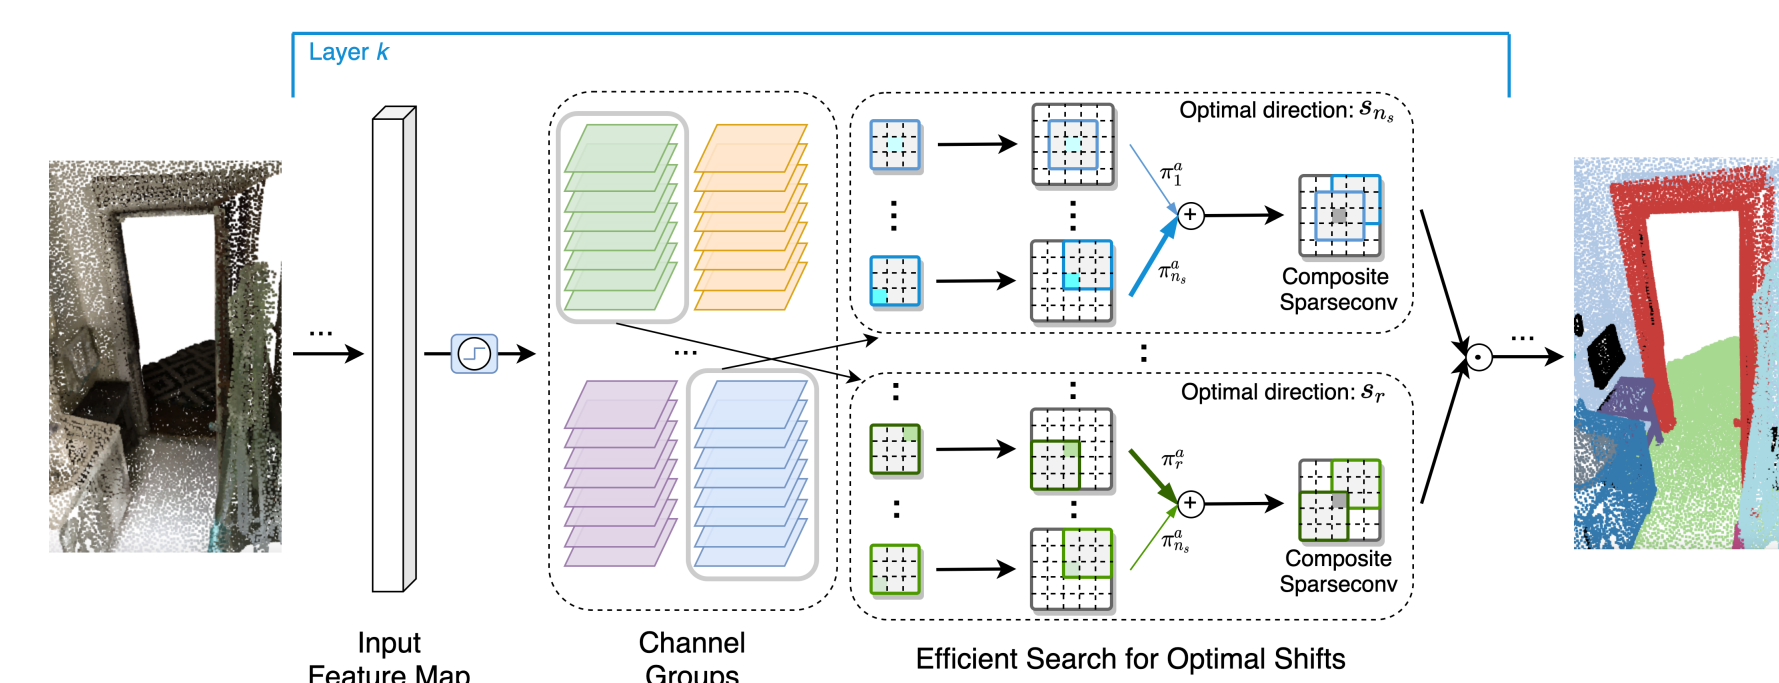 Layer k
Optimal direction: s_{n_s}
π_1^a
π_{n_s}^a
Composite
Sparseconv
...
...
...
Optimal direction: s_r
π_r^a
π_{n_s}^a
Composite
Sparseconv
Input
Feature Map
Channel
Groups
Efficient Search for Optimal Shifts